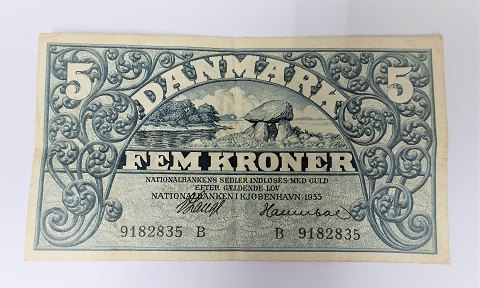 5 DANMARK 5
FEM KRONER
NATIONALBANKENS SEDLER INDLØSES MED GULD
EFTER GÆLDENDE LOV
NATIONALBANKEN I KJØBENHAVN 1935
9182835 B B 9182835